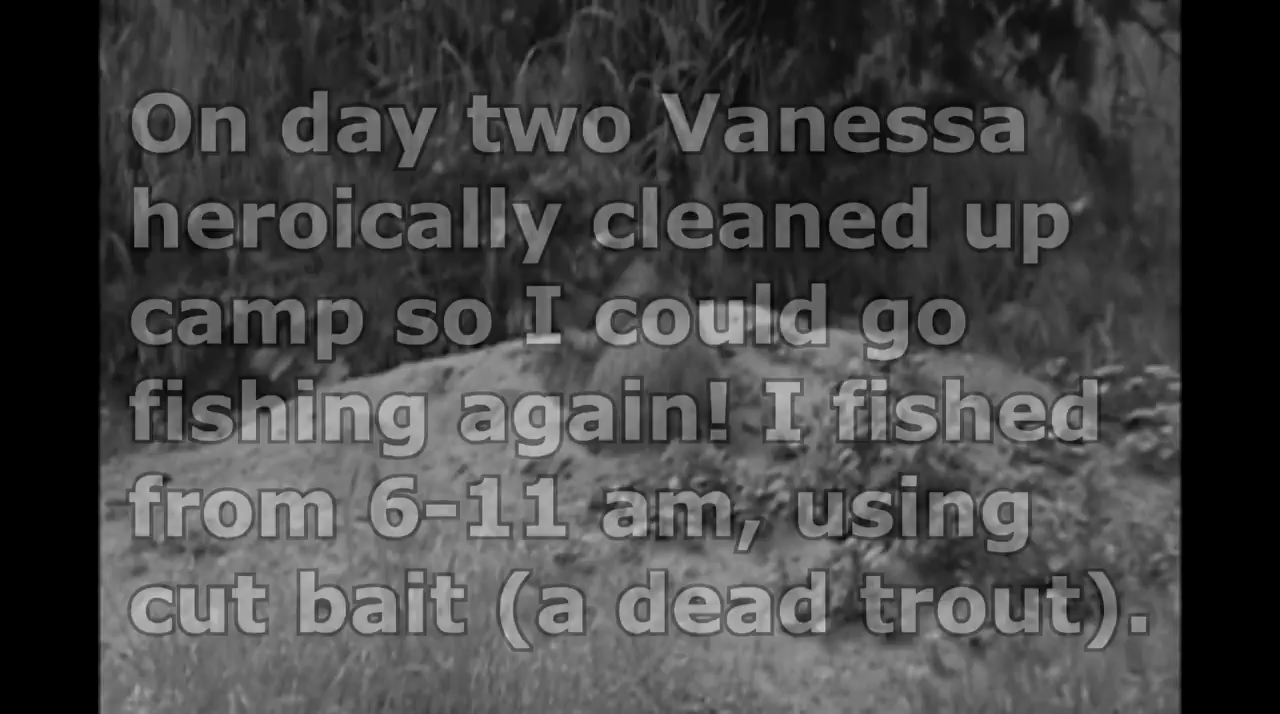 On day two Vanessa
heroically cleaned up
camp so I could go
fishing again! I fished
from 6-11 am, using
cut bait (a dead trout).